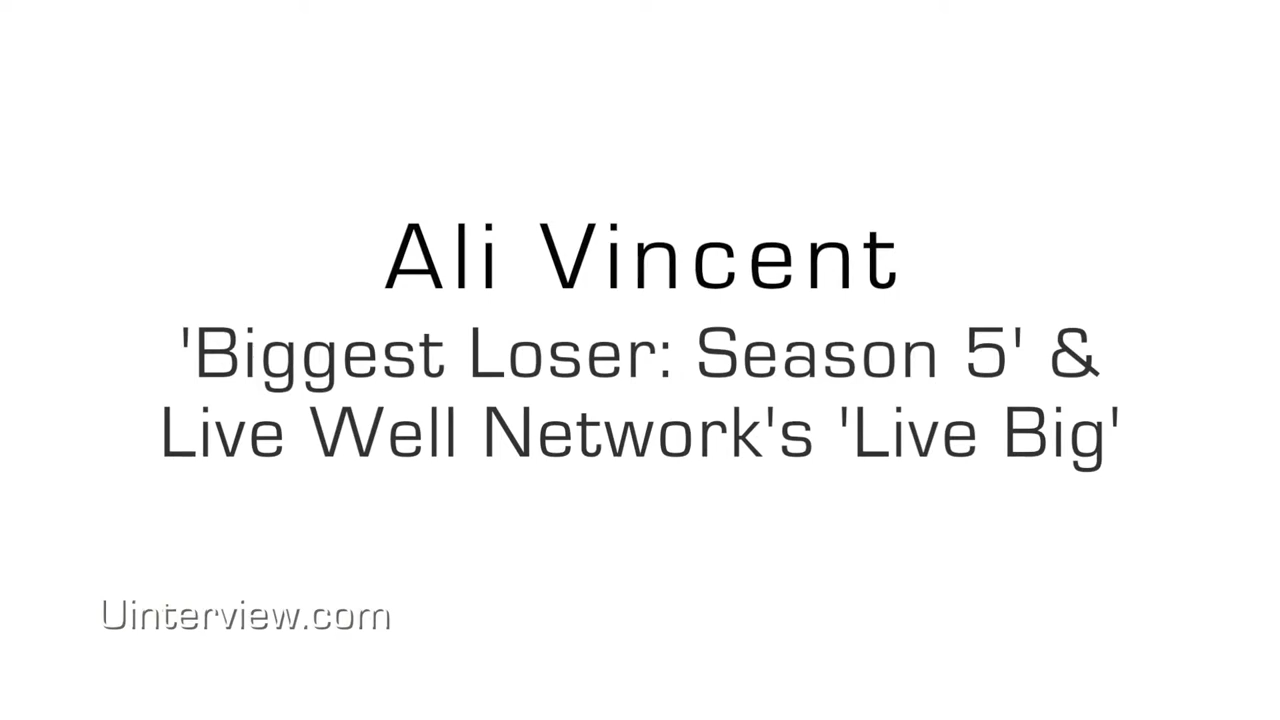 Ali Vincent
'Biggest Loser: Season 5' &
Live Well Network's 'Live Big'
Uinterview.com